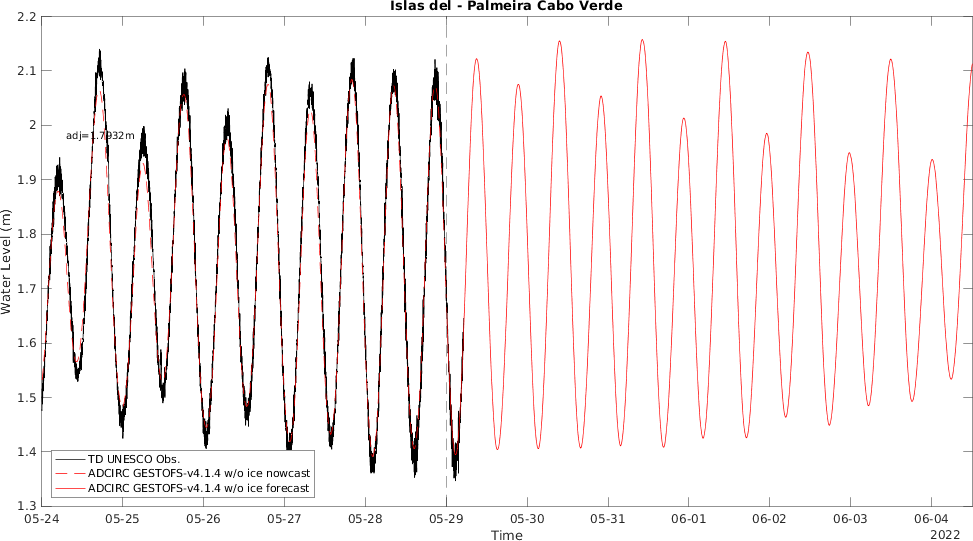 Islas del - Palmeira Cabo Verde
2.2
2.1
2
1.9
1.8
1.7
1.6
1.5
1.4
1.3
Water Level (m)
adj=1.7932m
TD UNESCO Obs.
ADCIRC GESTOFS-v4.1.4 w/o ice nowcast
ADCIRC GESTOFS-v4.1.4 w/o ice forecast
05-24 05-25 05-26 05-27 05-28 05-29 05-30 05-31 06-01 06-02 06-03 06-04
2022
Time